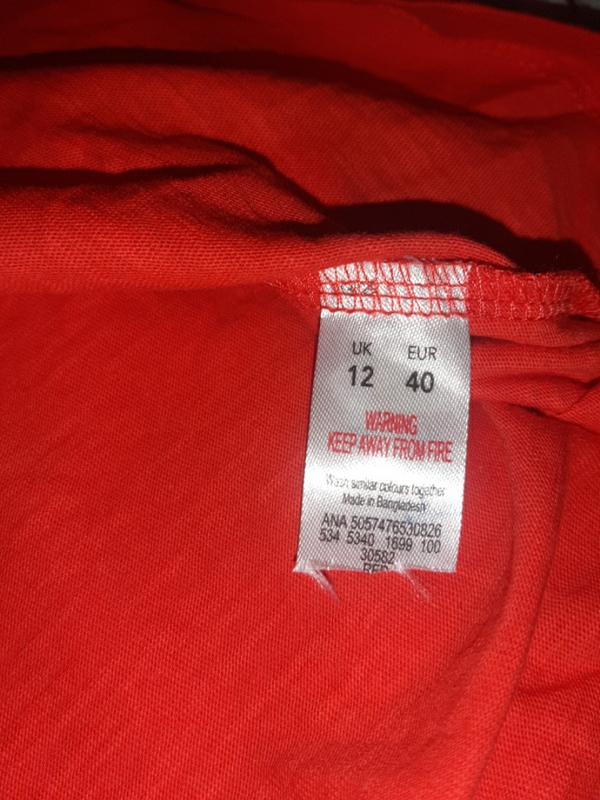 UK EUR
12 40
WARNING
KEEP AWAY FROM FIRE
Wash similar colours together
Made in Bangladesh
ANA 5057476530826
534 5340 1699 100
30582
RED